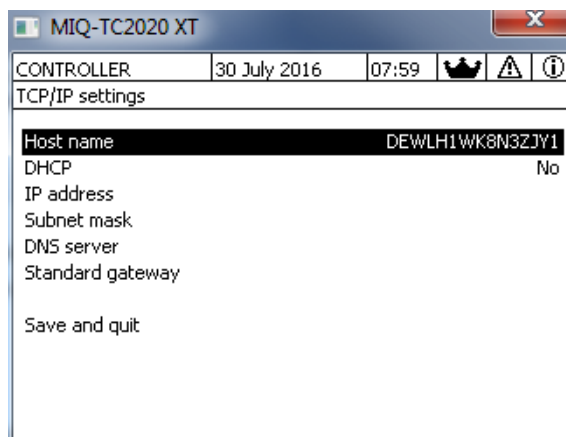 MIQ-TC2020 XT
CONTROLLER 30 July 2016 07:59
TCP/IP settings
Host name DEWLH1WK8N3ZJY1
DHCP No
IP address
Subnet mask
DNS server
Standard gateway
Save and quit